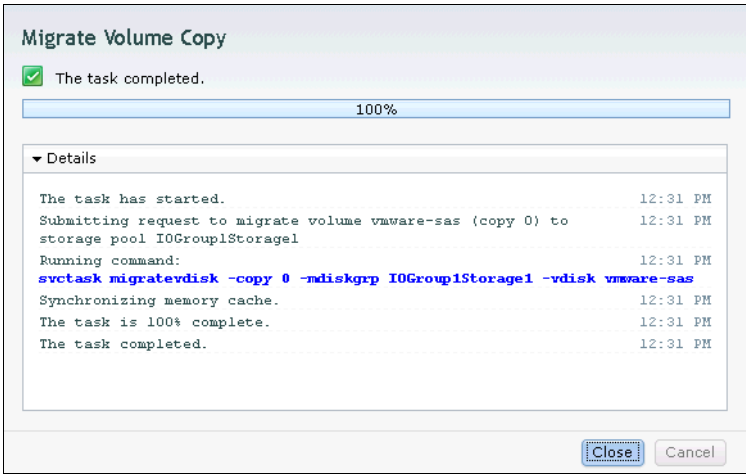 Migrate Volume Copy
The task completed.
100%
Details
The task has started. 12:31 PM
Submitting request to migrate volume vmware-sas (copy 0) to 12:31 PM
storage pool IOGroup1Storage1
Running command: 12:31 PM
svctask migratevdisk -copy 0 -mdiskgrp IOGroup1Storage1 -vdisk vmware-sas
Synchronizing memory cache. 12:31 PM
The task is 100% complete. 12:31 PM
The task completed. 12:31 PM
Close Cancel